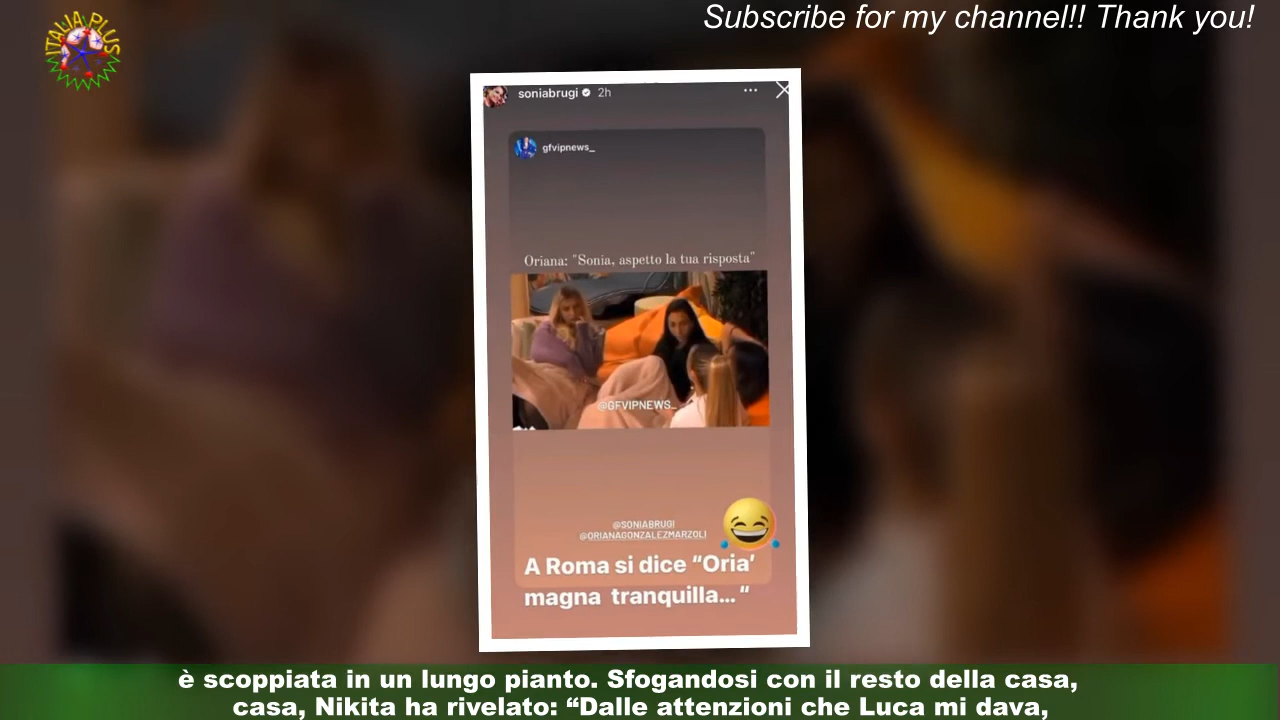 Subscribe for my channel!! Thank you!
ITALIA PLUS
soniabrugi 2h
gfvipnews_
Oriana: "Sonia, aspetto la tua risposta"
@GFVIPNEWS_
@SONIABRUGI
@ORIANAGONZALEZMARZOLI
A Roma si dice “Oria’
magna tranquilla... “
è scoppiata in un lungo pianto. Sfogandosi con il resto della casa,
casa, Nikita ha rivelato: “Dalle attenzioni che Luca mi dava,